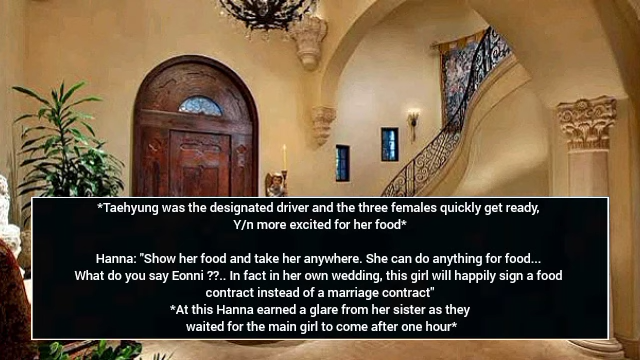 *Taehyung was the designated driver and the three females quickly get ready,
Y/n more excited for her food*
Hanna: "Show her food and take her anywhere. She can do anything for food...
What do you say Eonni ??.. In fact in her own wedding, this girl will happily sign a food
contract instead of a marriage contract"
*At this Hanna earned a glare from her sister as they
waited for the main girl to come after one hour*